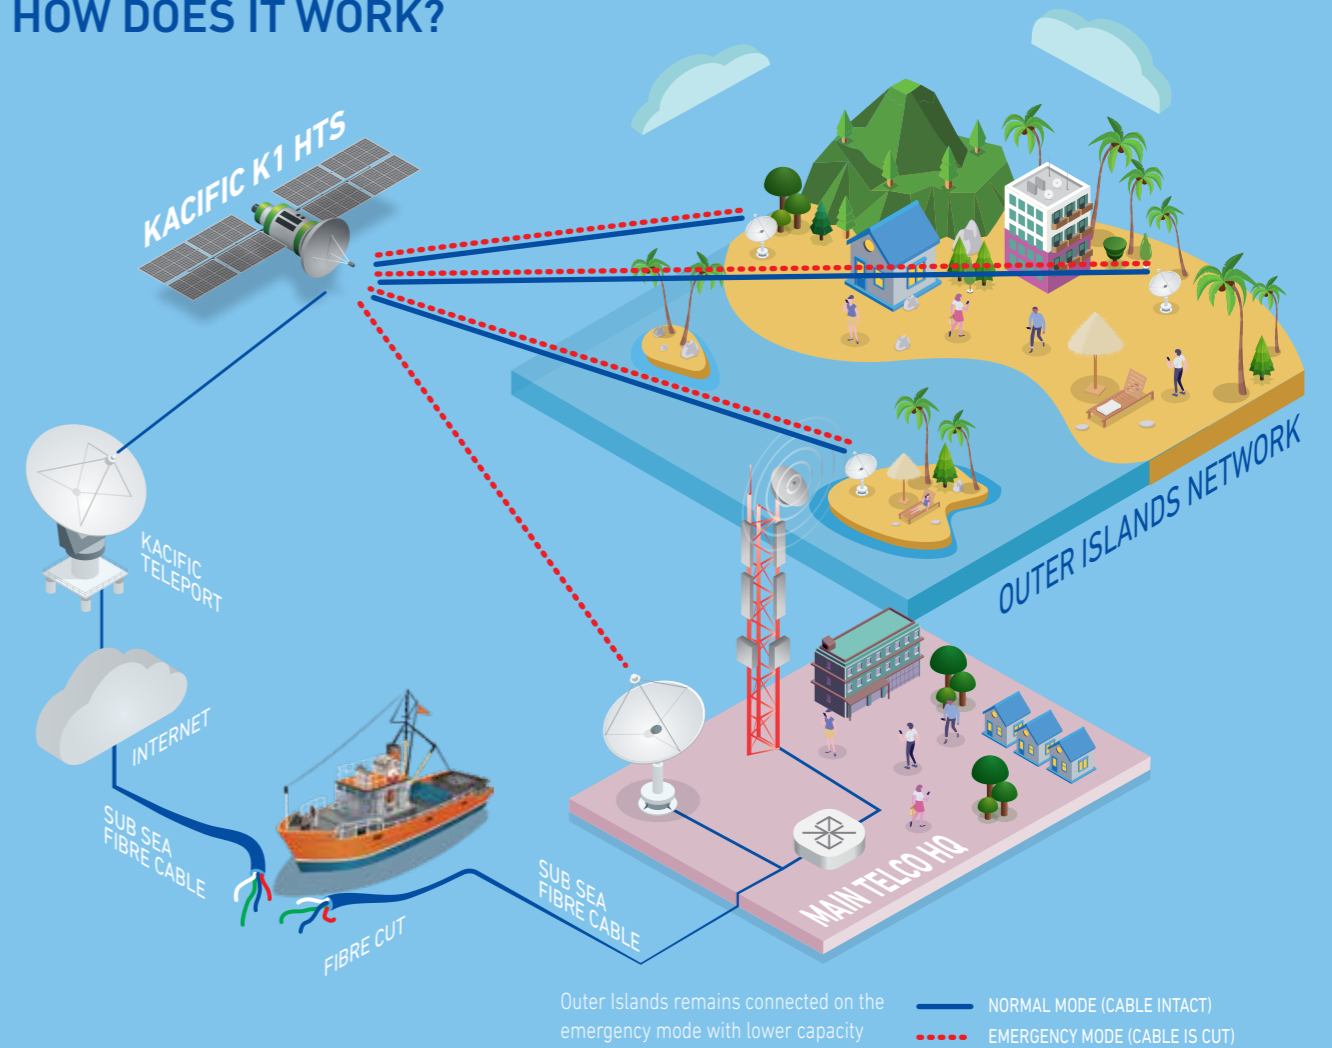 HOW DOES IT WORK?
KACIFIC K1 HTS
OUTER ISLANDS NETWORK
KACIFIC
TELEPORT
INTERNET
SUB SEA
FIBRE CABLE
FIBRE CUT
SUB SEA
FIBRE CABLE
MAIN TELCO HQ
Outer Islands remains connected on the
emergency mode with lower capacity
NORMAL MODE (CABLE INTACT)
EMERGENCY MODE (CABLE IS CUT)